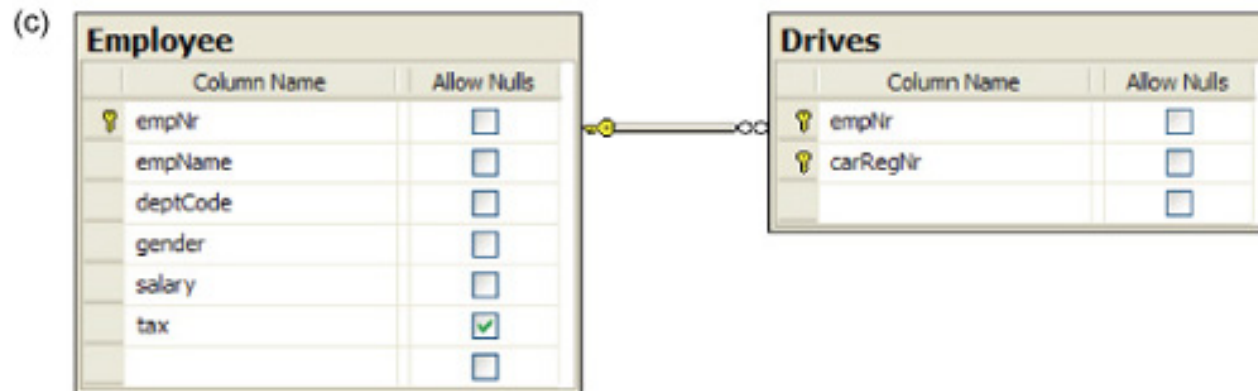 (c)
Employee
Column Name Allow Nulls
empNr
empName
deptCode
gender
salary
tax
Drives
Column Name Allow Nulls
empNr
carRegNr